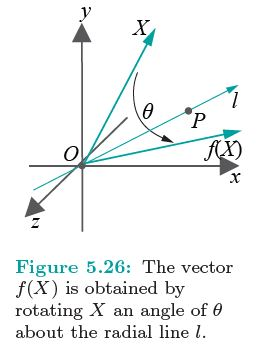 y
X
l
θ
P
O
f(X)
x
z
Figure 5.26: The vector
f(X) is obtained by
rotating X an angle of θ
about the radial line l.